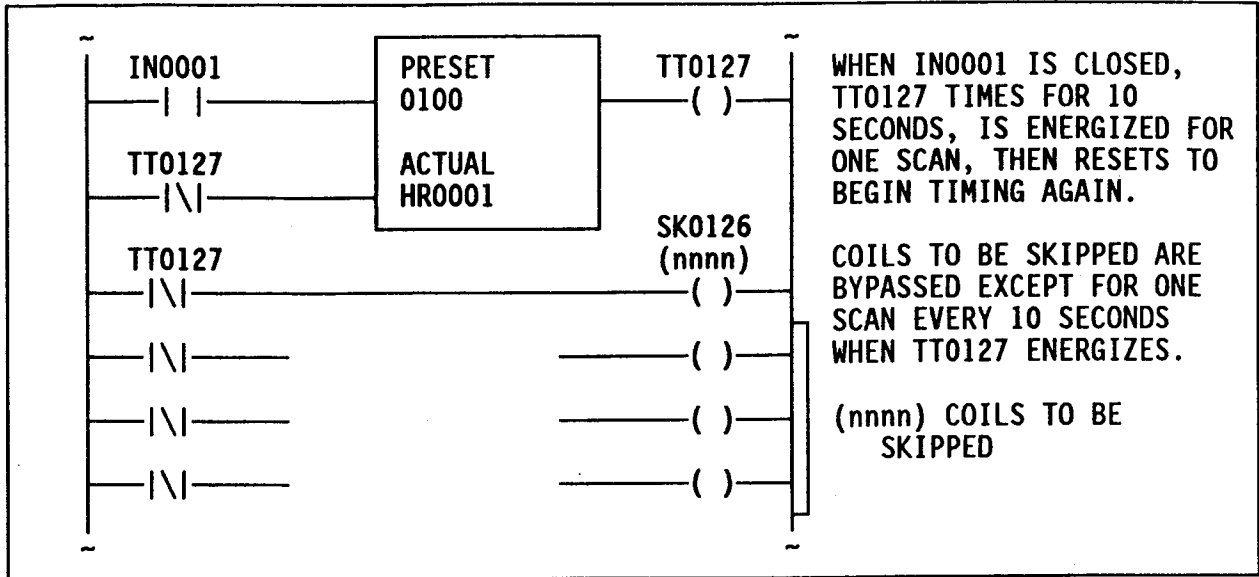 IN0001
PRESET
0100
TT0127
TT0127
ACTUAL
HR0001
TT0127
SK0126
(nnnn)
WHEN IN0001 IS CLOSED,
TT0127 TIMES FOR 10
SECONDS, IS ENERGIZED FOR
ONE SCAN, THEN RESETS TO
BEGIN TIMING AGAIN.
COILS TO BE SKIPPED ARE
BYPASSED EXCEPT FOR ONE
SCAN EVERY 10 SECONDS
WHEN TT0127 ENERGIZES.
(nnnn) COILS TO BE
SKIPPED